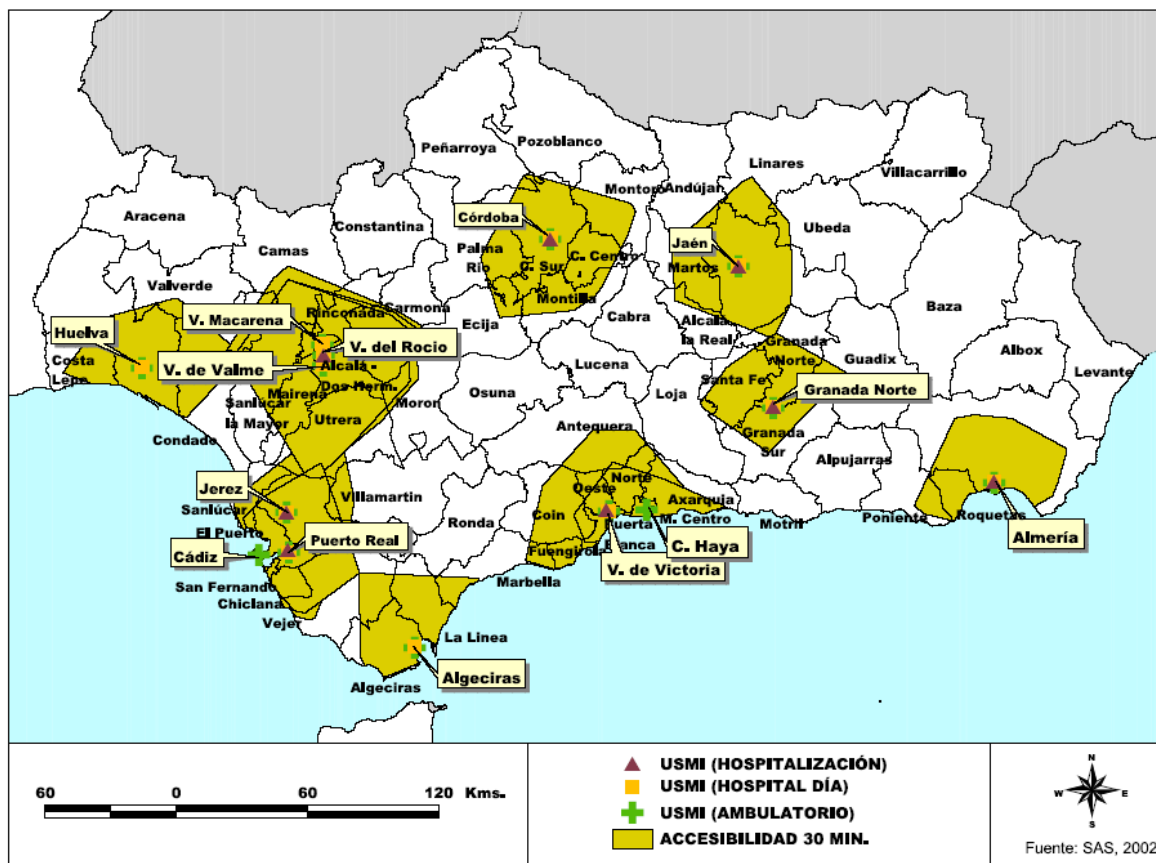 Pozoblanco
Peñarroya
Linares
Villacarrillo
Montoro
Andújar
Aracena
Córdoba
Constantina
Ubeda
Camas
Jaén
Palma
Río
C. Sur
C. Centro
Martos
Valverde
Montilla
Carmona
Rinconada
Baza
Huelva
V. Macarena
Ecija
Cabra
Alcalá
la Real
Granada
Norte
V. del Rocio
Costa
Lepe
V. de Valme
Alcalá
Lucena
Guadix
Albox
Levante
Dos Herm.
Mairena
Santa Fe
Granada Norte
Osuna
Loja
Sanlúcar
la Mayor
Moron
Utrera
Antequera
Granada
Sur
Condado
Alpujarras
Norte
Oeste
Jerez
Villamartin
Axarquia
Sanlúcar
Coin
M. Centro
Motril
Poniente
Roquetas
Ronda
Puerta
Blanca
El Puerto
Puerto Real
C. Haya
Almería
Cádiz
Fuengirola
V. de Victoria
Marbella
San Fernando
Chiclana
Vejer
La Linea
Algeciras
Algeciras
60 0 60 120 Kms.
USMI (HOSPITALIZACIÓN)
USMI (HOSPITAL DÍA)
USMI (AMBULATORIO)
ACCESIBILIDAD 30 MIN.
N
W E
S
Fuente: SAS, 2002